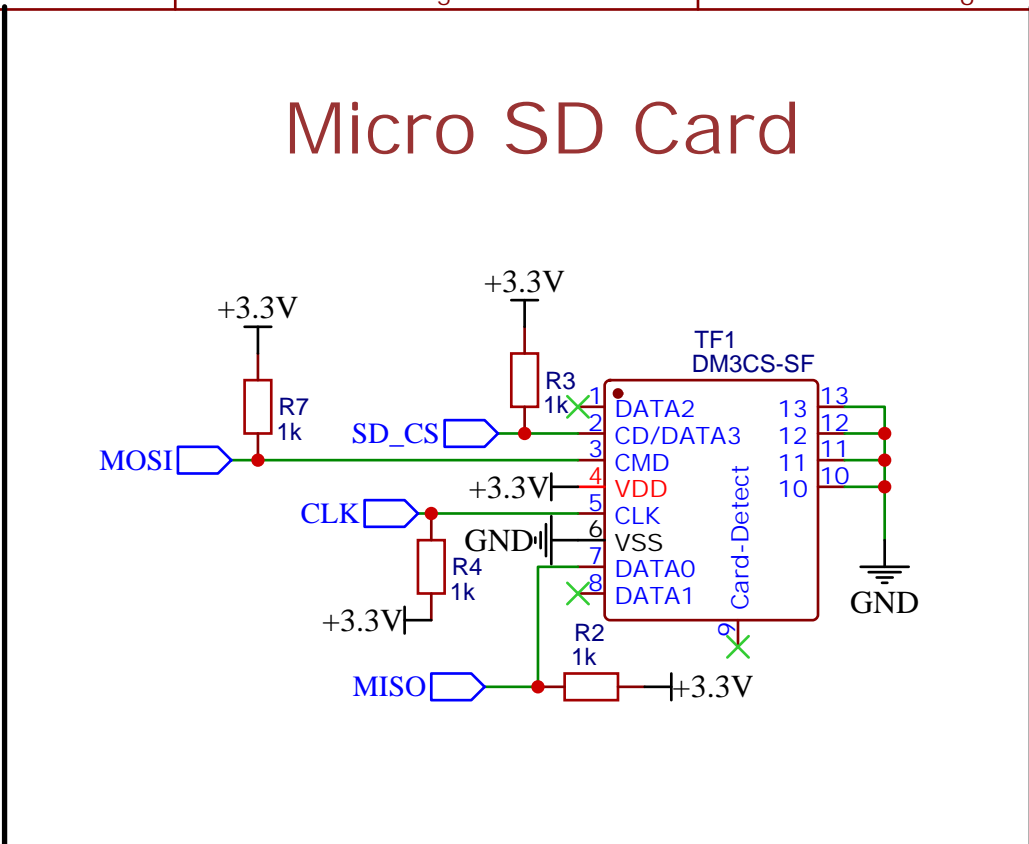 Micro SD Card
+3.3V
+3.3V
TF1
DM3CS-SF
R7
1k
R3
1k
MOSI
SD_CS
+3.3V
CLK
GND
R4
1k
+3.3V
MISO
R2
1k
+3.3V
1 DATA2
2 CD/DATA3
3 CMD
4 VDD
5 CLK
6 VSS
7 DATA0
8 DATA1
Card-Detect
9
13 13
12 12
11 11
10 10
GND